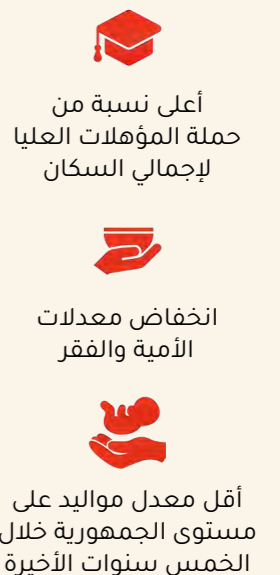 أعلى نسبة من
حملة المؤهلات العليا
لإجمالي السكان
انخفاض معدلات
الأمية والفقر
أقل معدل مواليد على
مستوى الجمهورية خلال
الخمس سنوات الأخيرة